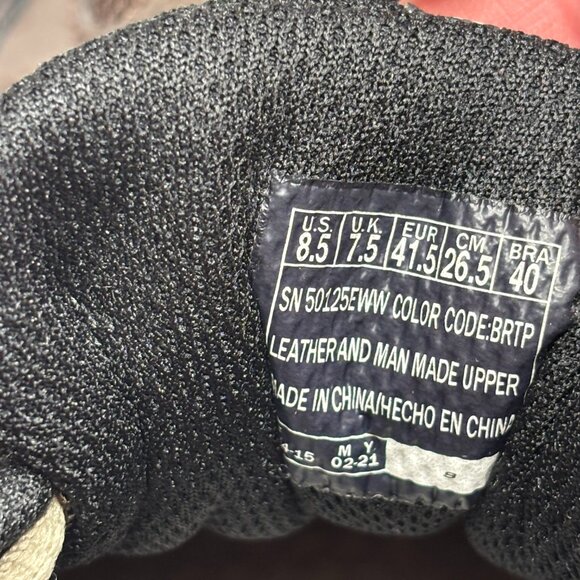 U.S. U.K. EUR CM BRA
8.5 7.5 41.5 26.5 40
SN 50125EWW COLOR CODE:BRTP
LEATHER AND MAN MADE UPPER
MADE IN CHINA/HECHO EN CHINA
M Y
-15 02-21